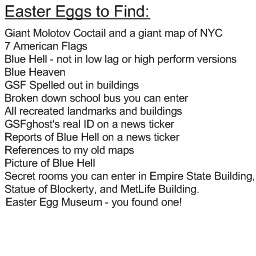 Easter Eggs to Find:
Giant Molotov Coctail and a giant map of NYC
7 American Flags
Blue Hell - not in low lag or high perform versions
Blue Heaven
GSF Spelled out in buildings
Broken down school bus you can enter
All recreated landmarks and buildings
GSFghost's real ID on a news ticker
Reports of Blue Hell on a news ticker
References to my old maps
Picture of Blue Hell
Secret rooms you can enter in Empire State Building,
Statue of Blockerty, and MetLife Building.
Easter Egg Museum - you found one!